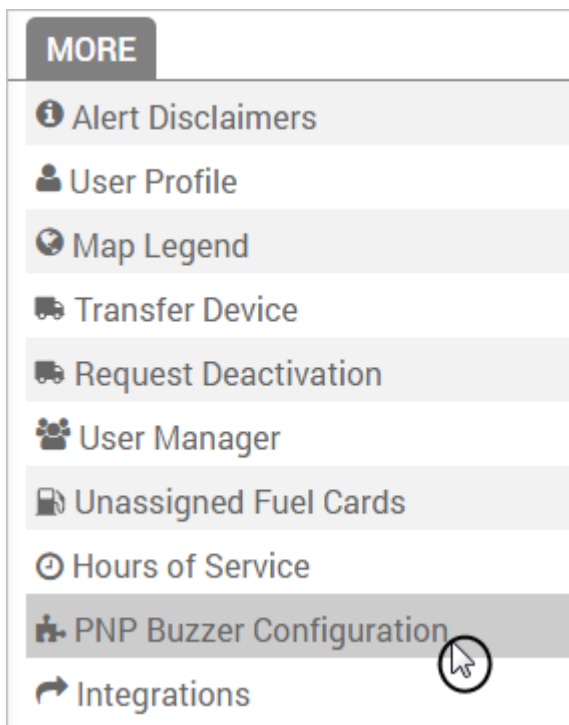 MORE
Alert Disclaimers
User Profile
Map Legend
Transfer Device
Request Deactivation
User Manager
Unassigned Fuel Cards
Hours of Service
PNP Buzzer Configuration
Integrations